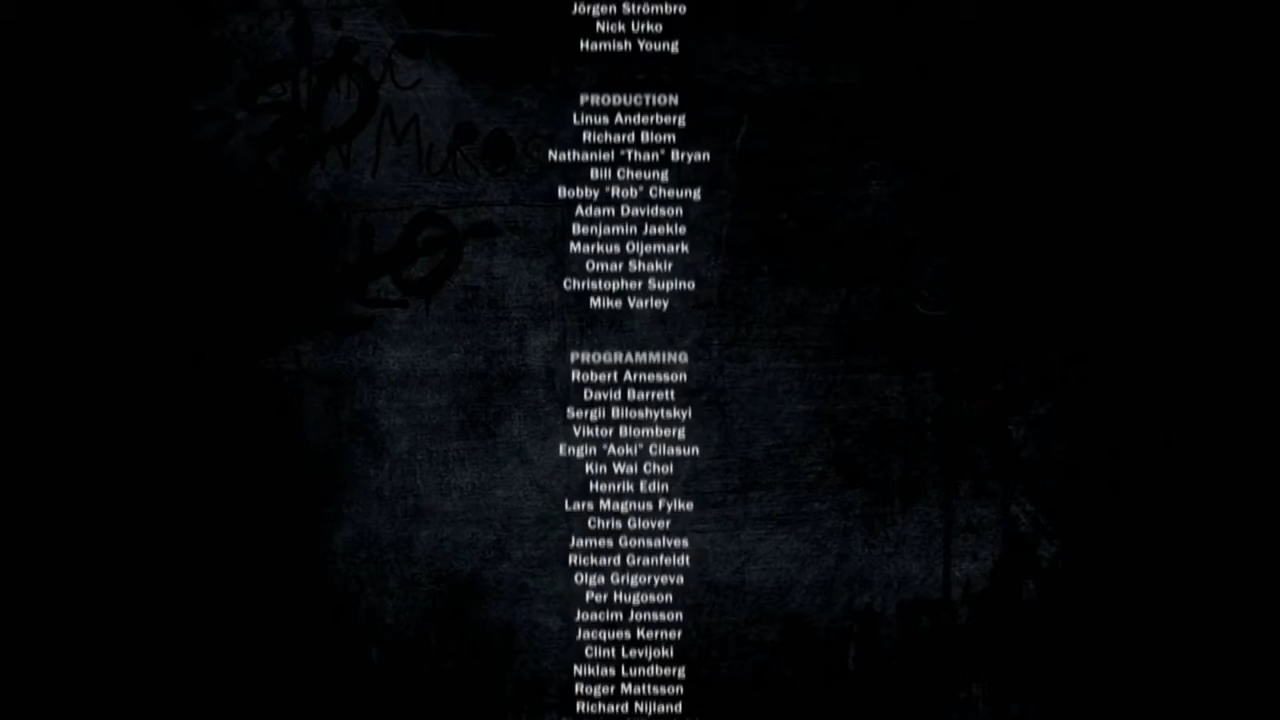 Jörgen Strömbro
Nick Urko
Hamish Young
PRODUCTION
Linus Anderberg
Richard Blom
Nathaniel "Than" Bryan
Bill Cheung
Bobby "Rob" Cheung
Adam Davidson
Benjamin Jaekle
Markus Oljemark
Omar Shakir
Christopher Supino
Mike Varley
PROGRAMMING
Robert Arnesson
David Barrett
Sergii Biloshytskyi
Viktor Blomberg
Engin "Aoki" Cilasun
Kin Wai Choi
Henrik Edin
Lars Magnus Fylke
Chris Glover
James Gonsalves
Rickard Granfeldt
Olga Grigoryeva
Per Hugoson
Joacim Jonsson
Jacques Kerner
Clint Levijoki
Niklas Lundberg
Roger Mattsson
Richard Nijland